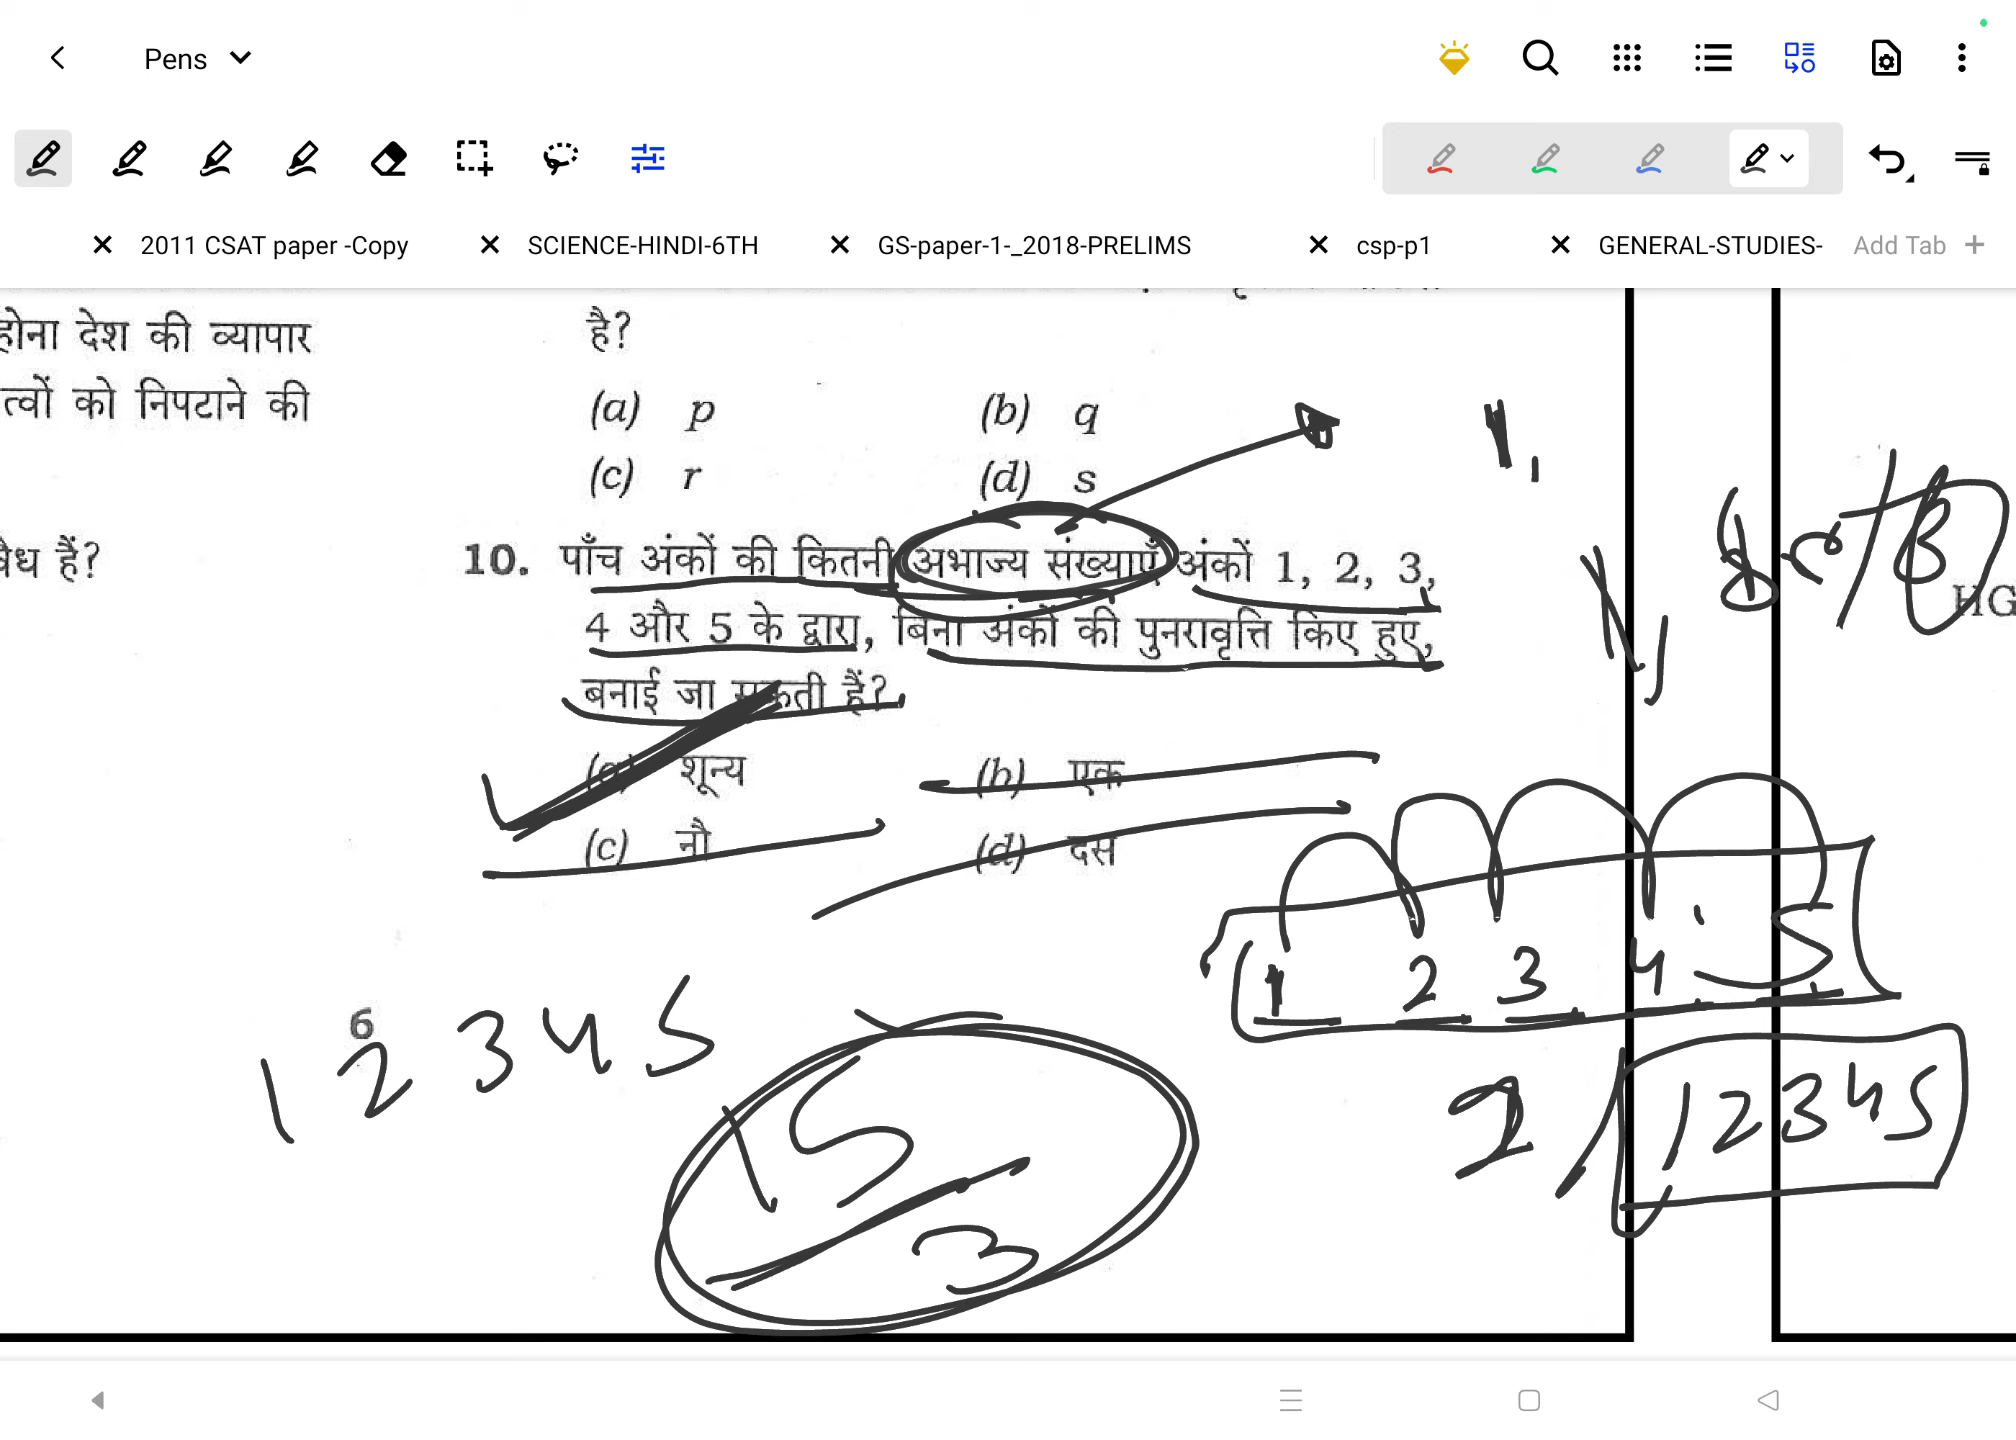 Pens
2011 CSAT paper -Copy
SCIENCE-HINDI-6TH
GS-paper-1-_2018-PRELIMS
csp-p1
GENERAL-STUDIES-
Add Tab +
होना देश की व्यापार
त्वों को निपटाने की
वैध हैं?
है?
(a) p (b) q
(c) r (d) s
10. पाँच अंकों की कितनी अभाज्य संख्याएँ अंकों 1, 2, 3,
4 और 5 के द्वारा, बिना अंकों की पुनरावृत्ति किए हुए,
बनाई जा सकती हैं?
(a) शून्य (b) एक
(c) नौ (d) दस
HG
1 2 3 4 5
6
1 2 3 4 5
15
3
1 2 3 4 5